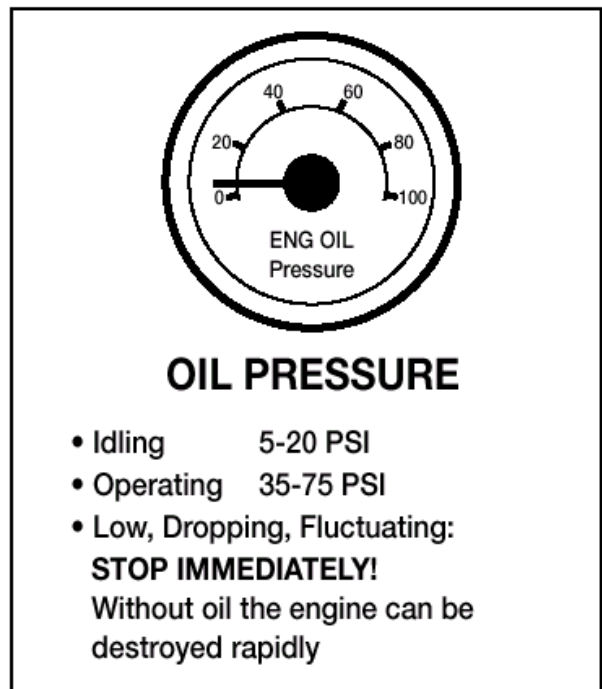 40 60
20 80
0 100
ENG OIL
Pressure
OIL PRESSURE
• Idling 5-20 PSI
• Operating 35-75 PSI
• Low, Dropping, Fluctuating:
STOP IMMEDIATELY!
Without oil the engine can be
destroyed rapidly